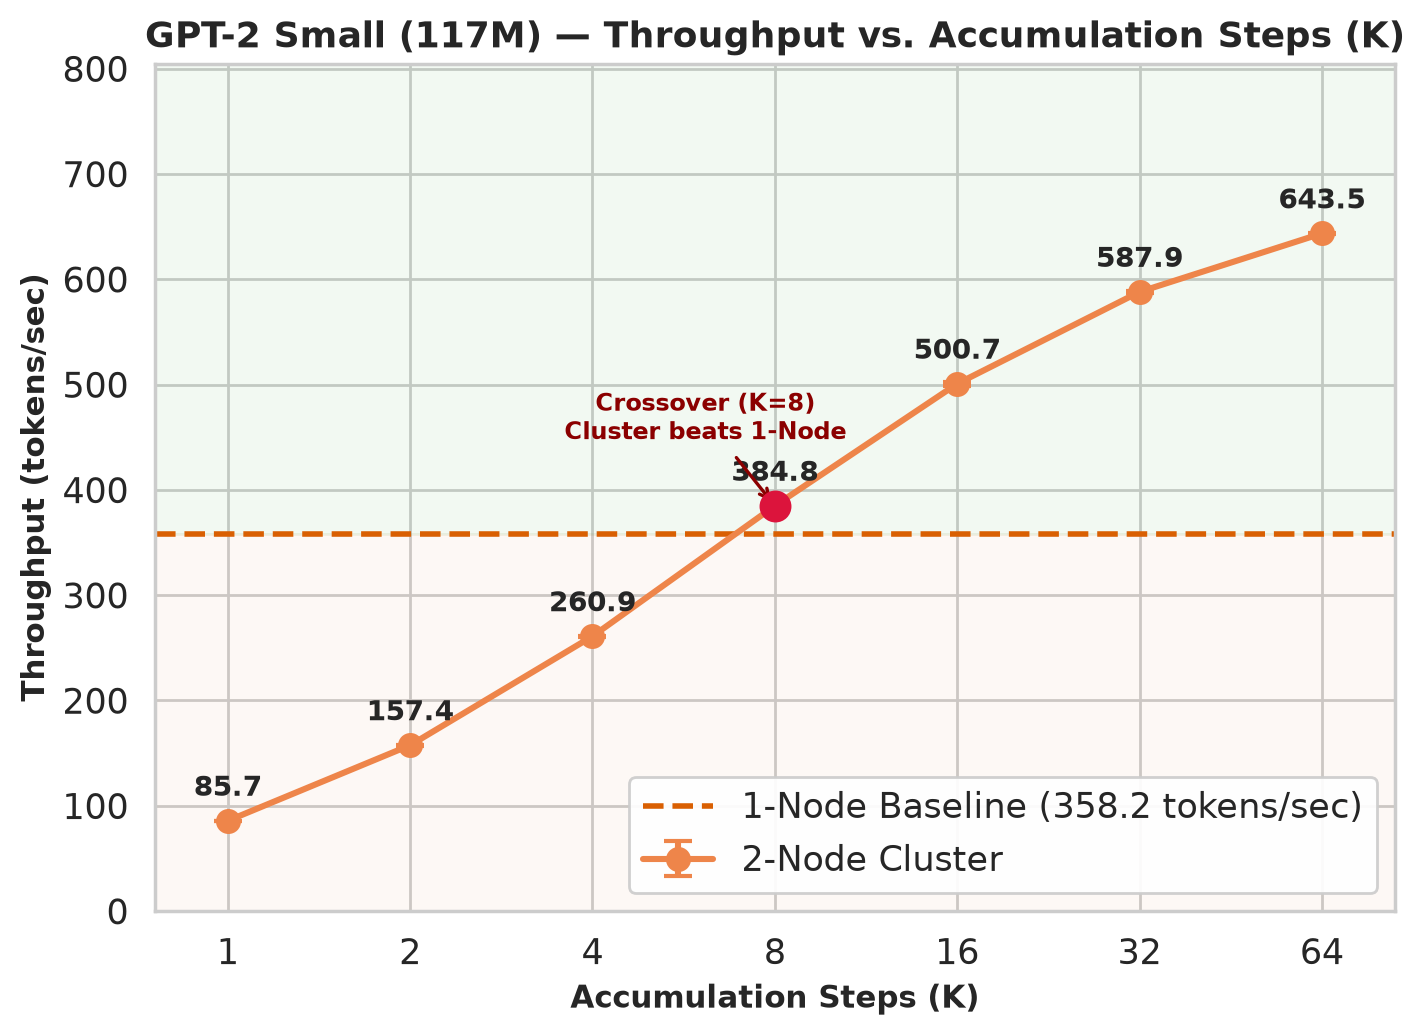 GPT-2 Small (117M) — Throughput vs. Accumulation Steps (K)
Throughput (tokens/sec)
800
700
600
500
400
300
200
100
0
643.5
587.9
500.7
Crossover (K=8)
Cluster beats 1-Node
384.8
260.9
157.4
85.7
1-Node Baseline (358.2 tokens/sec)
2-Node Cluster
1 2 4 8 16 32 64
Accumulation Steps (K)